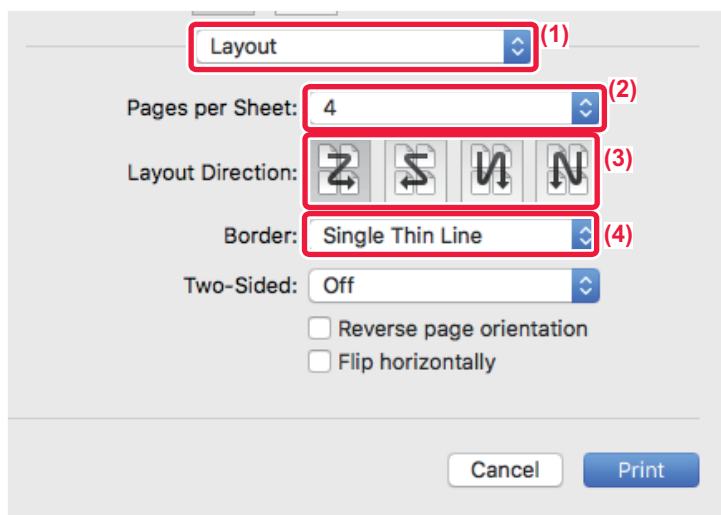 Layout (1)
Pages per Sheet: 4 (2)
Layout Direction: (3)
Border: Single Thin Line (4)
Two-Sided: Off
Reverse page orientation
Flip horizontally
Cancel Print